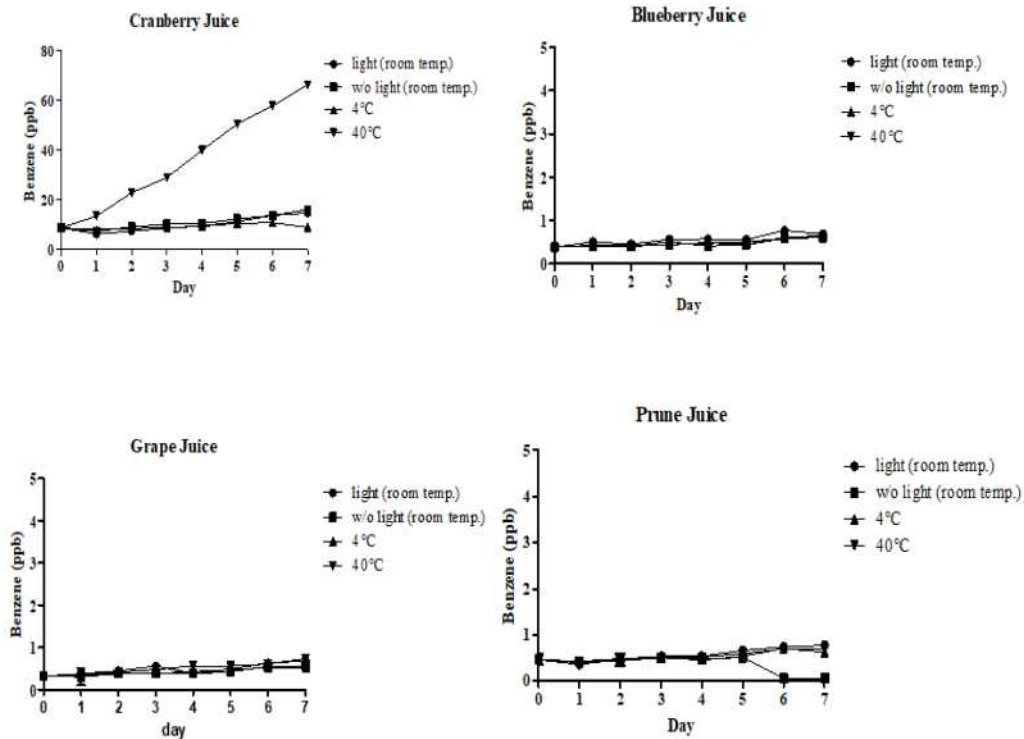 Cranberry Juice
Benzene (ppb)
80
60
40
20
0
0 1 2 3 4 5 6 7
Day
light (room temp.)
w/o light (room temp.)
4℃
40℃
Blueberry Juice
Benzene (ppb)
5
4
3
2
1
0
0 1 2 3 4 5 6 7
Day
light (room temp.)
w/o light (room temp.)
4℃
40℃
Grape Juice
Benzene (ppb)
5
4
3
2
1
0
0 1 2 3 4 5 6 7
day
light (room temp.)
w/o light (room temp.)
4℃
40℃
Prune Juice
Benzene (ppb)
5
4
3
2
1
0
0 1 2 3 4 5 6 7
Day
light (room temp.)
w/o light (room temp.)
4℃
40℃